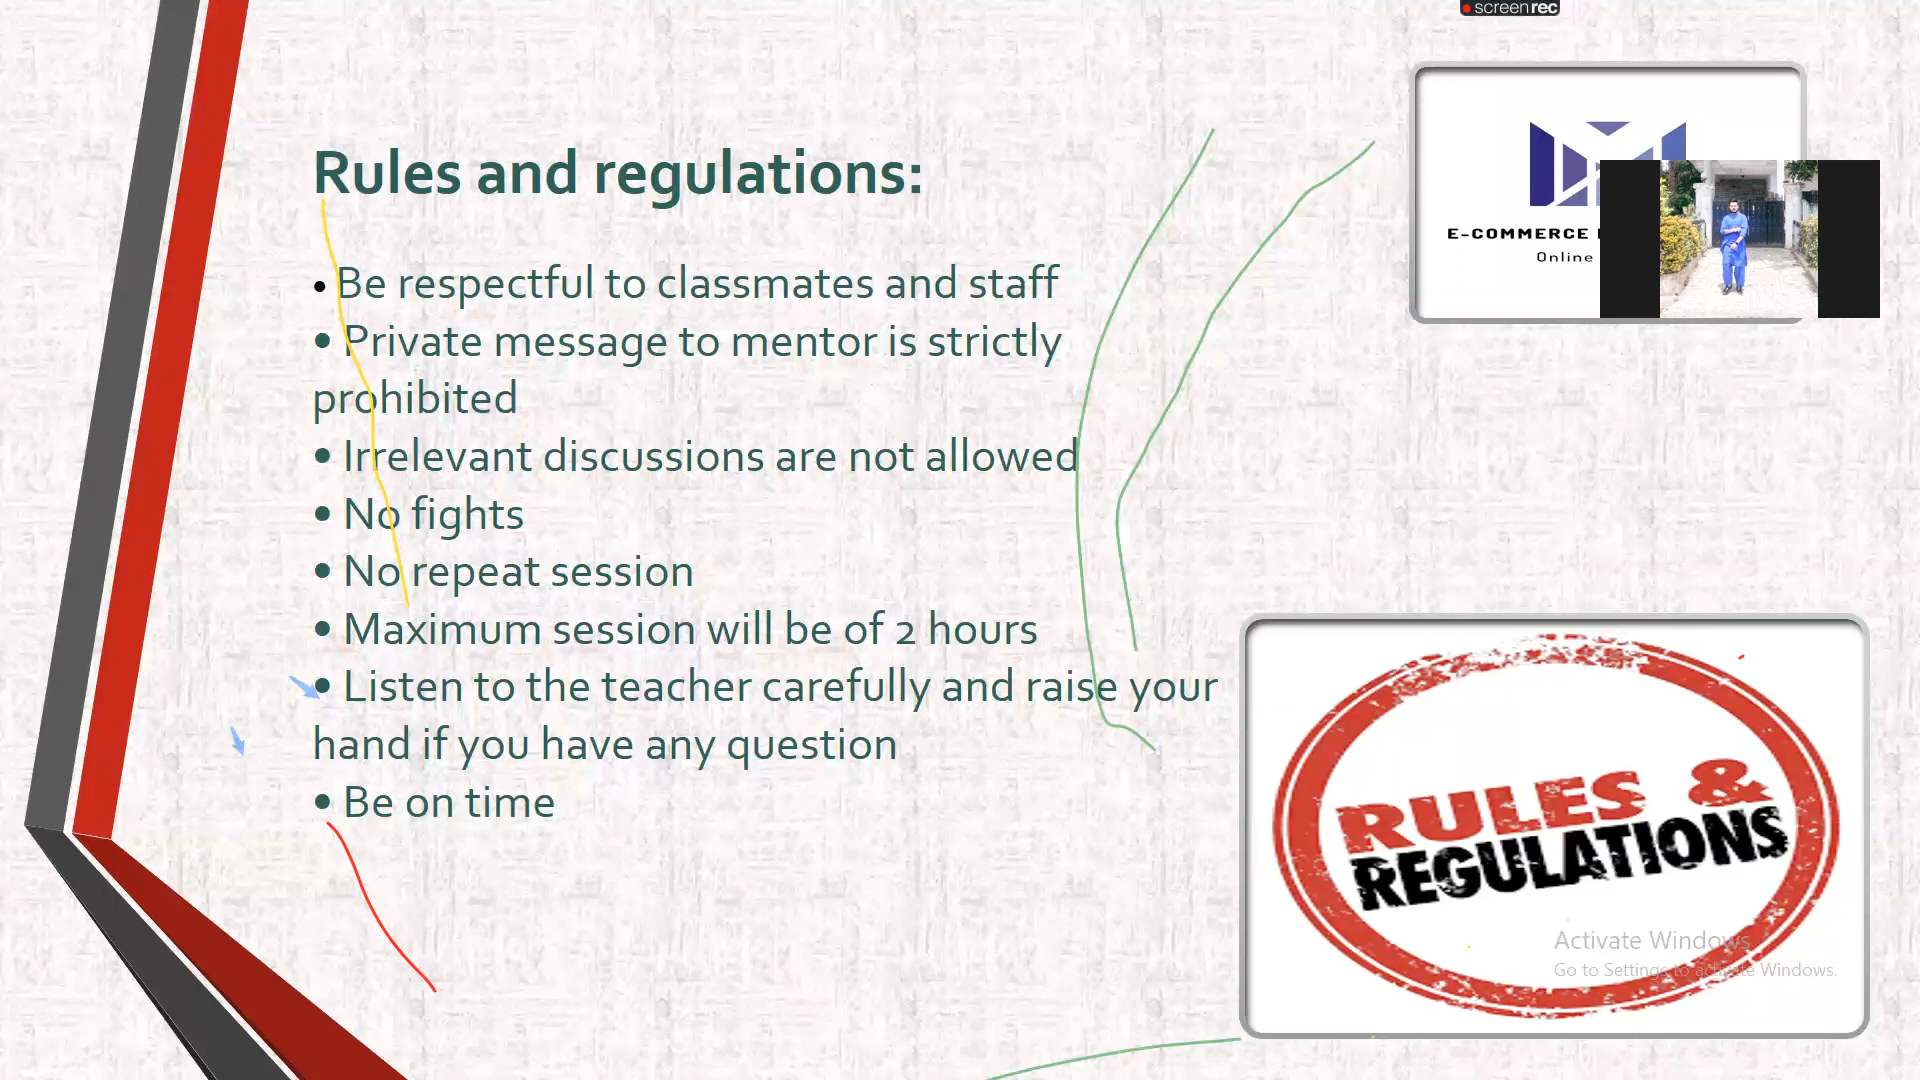 screenrec
Rules and regulations:
• Be respectful to classmates and staff
• Private message to mentor is strictly
prohibited
• Irrelevant discussions are not allowed
• No fights
• No repeat session
• Maximum session will be of 2 hours
• Listen to the teacher carefully and raise your
hand if you have any question
• Be on time
E-COMMERCE
Online
RULES &
REGULATIONS
Activate Windows
Go to Settings to activate Windows.